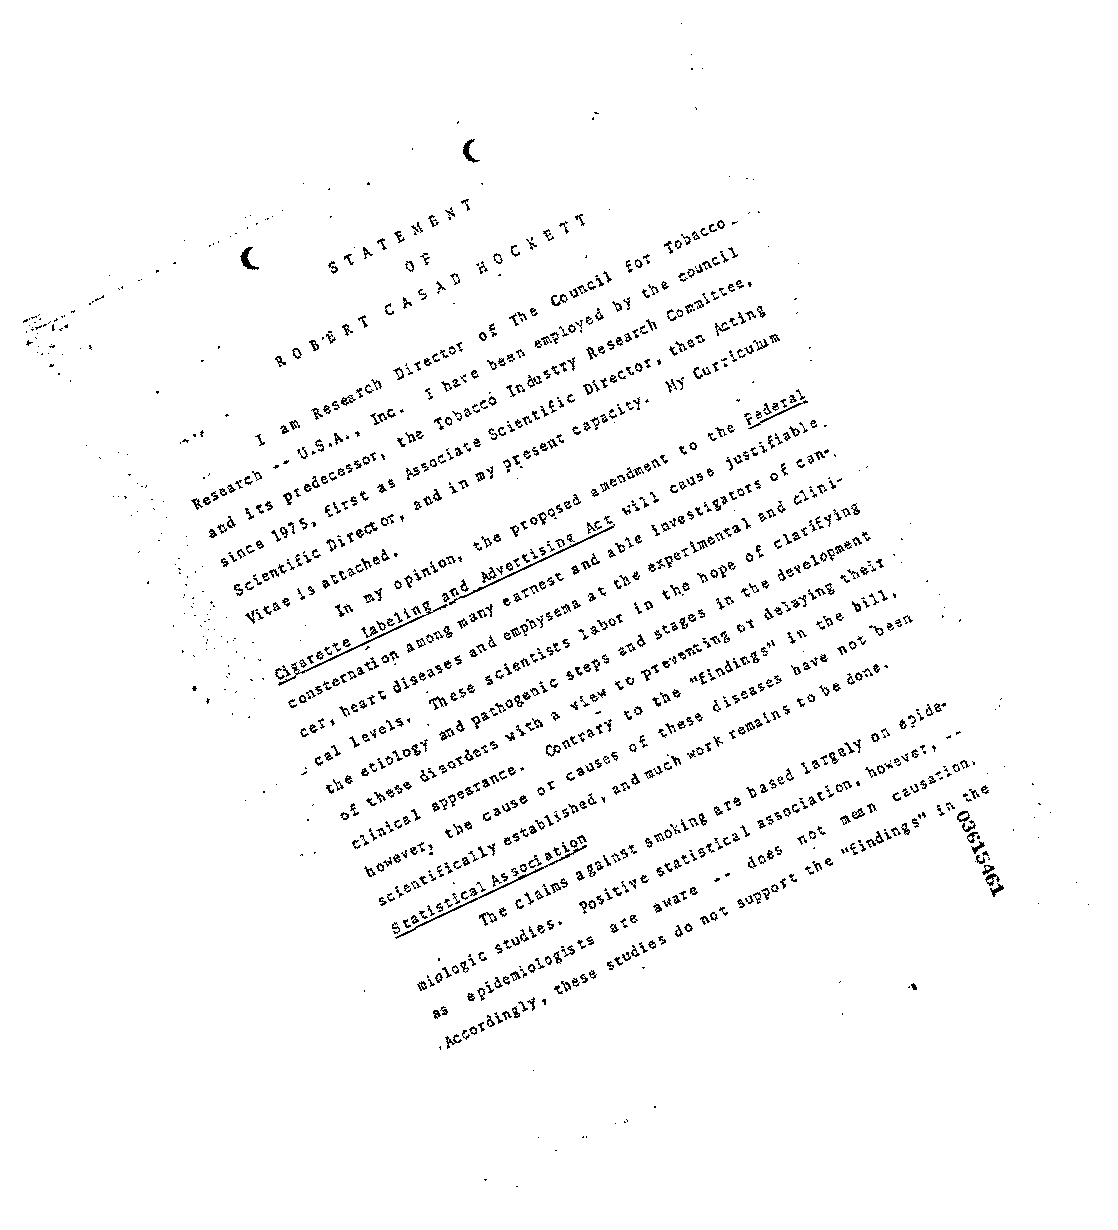 STATEMENT
OF
ROBERT CASAD HOCKETT
I am Research Director of The Council for Tobacco
Research -- U.S.A., Inc. I have been employed by the council
and its predecessor, the Tobacco Industry Research Committee,
since 1975, first as Associate Scientific Director, then Acting
Scientific Director, and in my present capacity. My Curriculum
Vitae is attached.
In my opinion, the proposed amendment to the Federal
Cigarette Labeling and Advertising Act will cause justifiable
consternation among many earnest and able investigators of can-
cer, heart diseases and emphysema at the experimental and clini-
cal levels. These scientists labor in the hope of clarifying
the etiology and pathogenic steps and stages in the development
of these disorders with a view to preventing or delaying their
clinical appearance. Contrary to the "findings" in the bill,
however, the cause or causes of these diseases have not been
scientifically established, and much work remains to be done.
Statistical Association
The claims against smoking are based largely on epide-
miologic studies. Positive statistical association, however, --
as epidemiologists are aware -- does not mean causation.
Accordingly, these studies do not support the "findings" in the
03615461